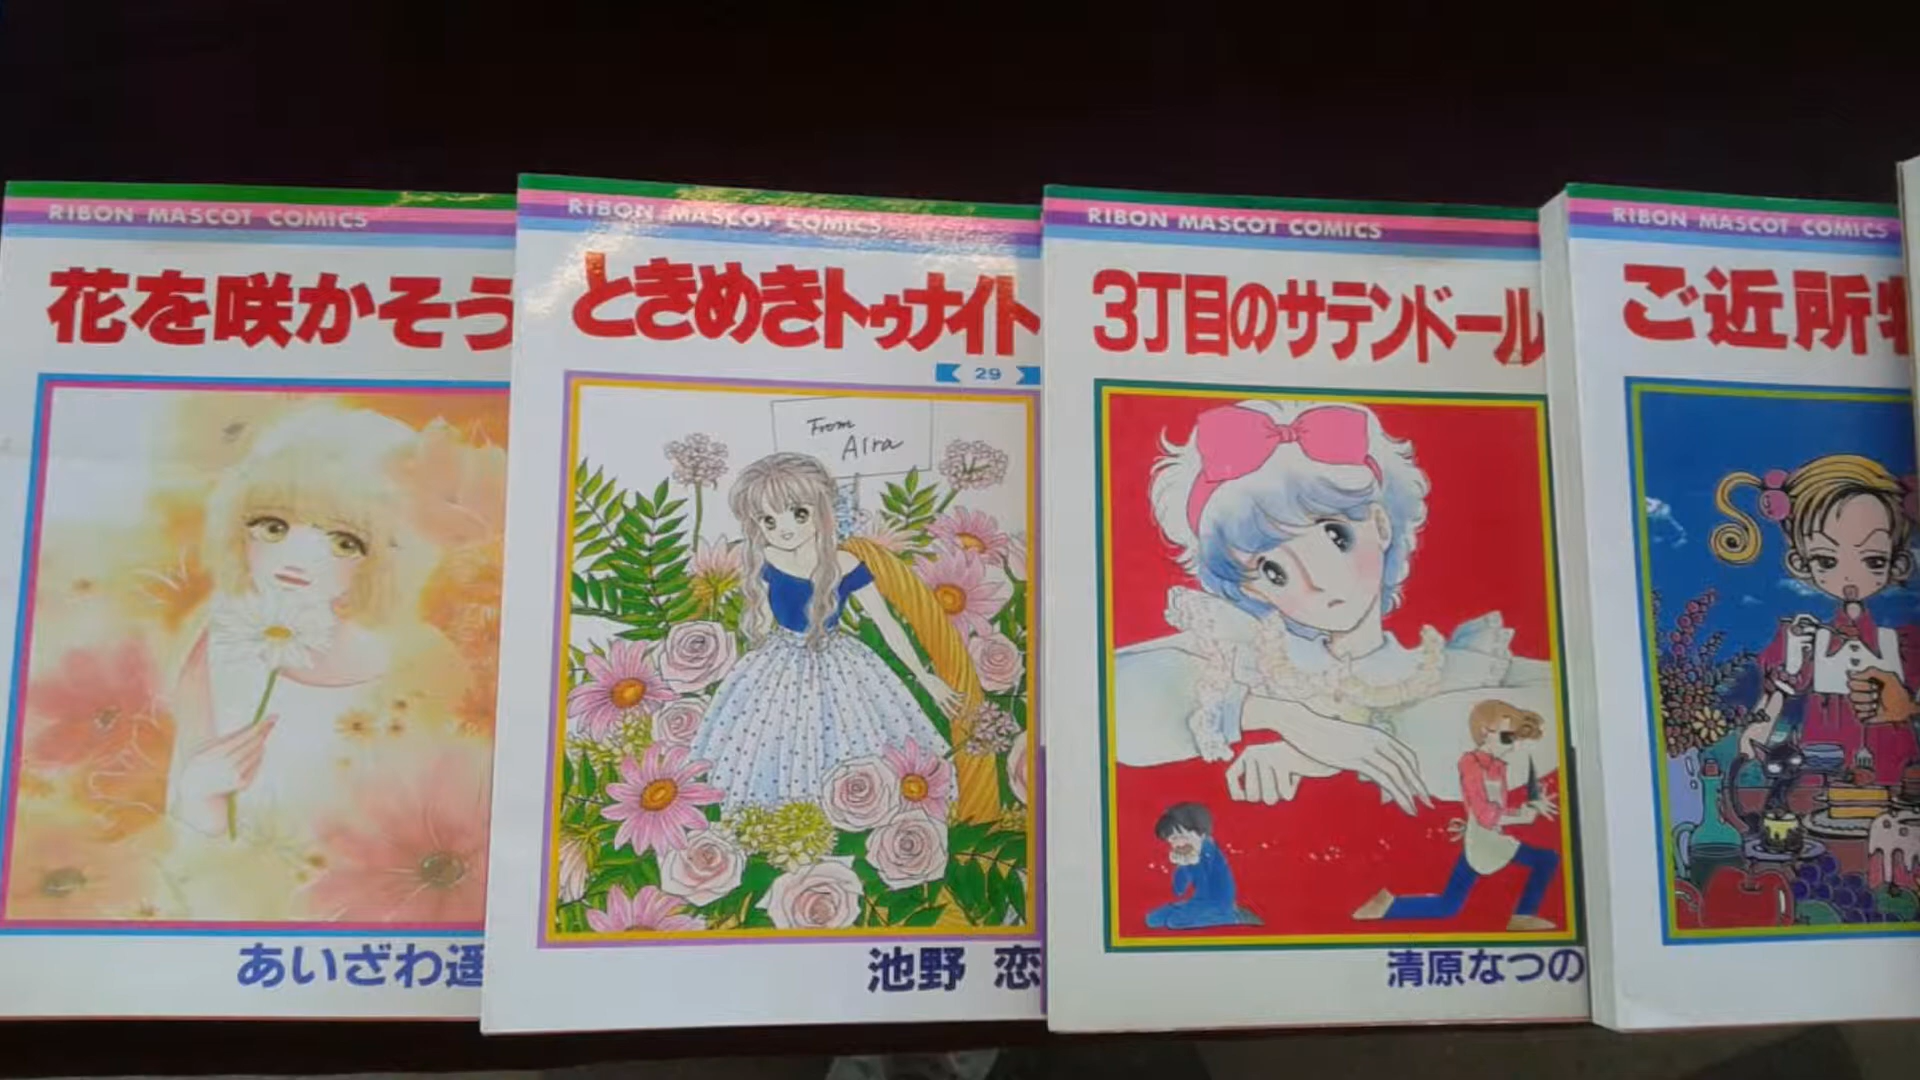 RIBON MASCOT COMICS
花を咲かそう
あいざわ遥
RIBON MASCOT COMICS
ときめきトゥナイト
29
From
Alra
池野 恋
RIBON MASCOT COMICS
3丁目のサテンドール
清原なつの
RIBON MASCOT COMICS
ご近所